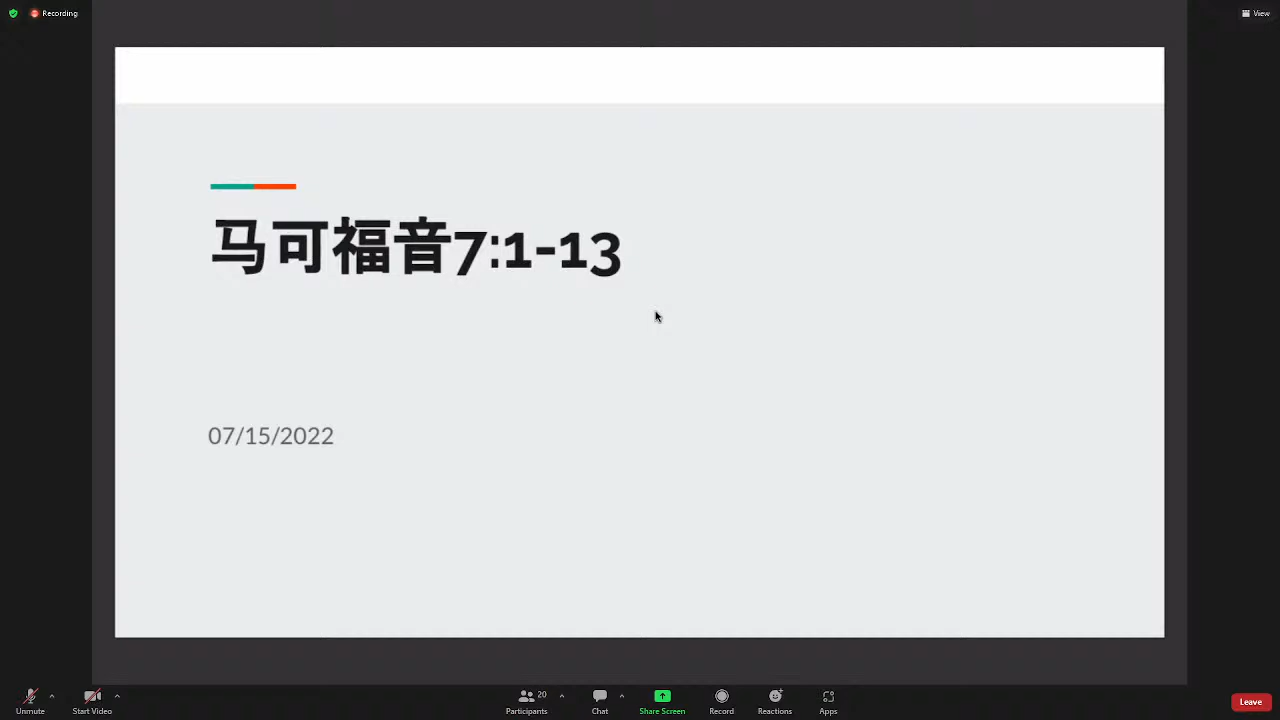 Recording
View
马可福音7:1-13
07/15/2022
Unmute
Start Video
20
Participants
Chat
Share Screen
Record
Reactions
Apps
Leave